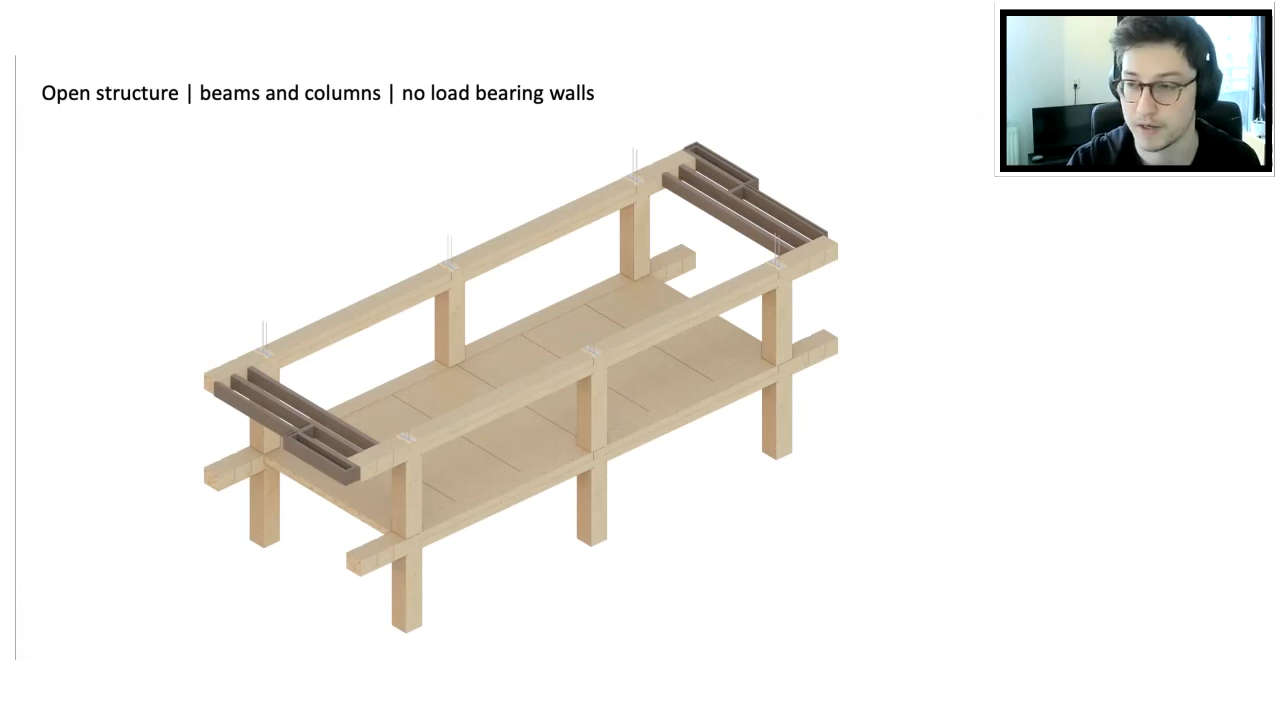 Open structure | beams and columns | no load bearing walls